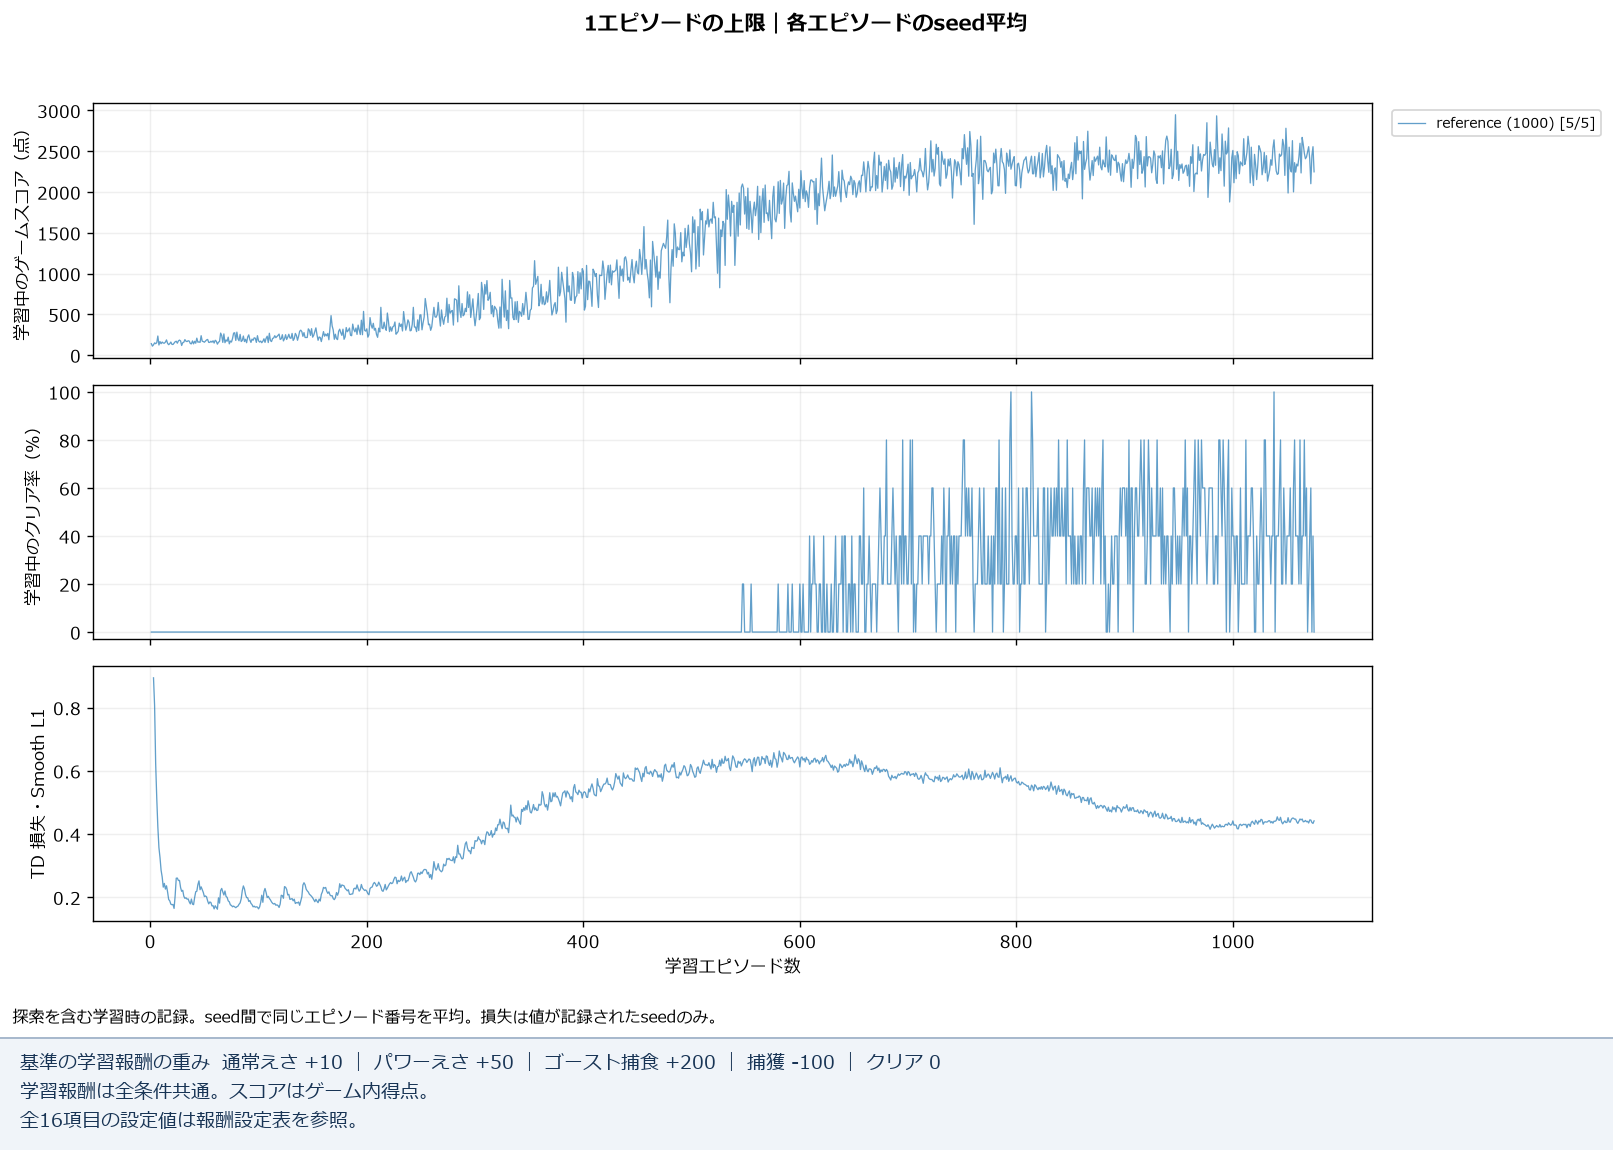 1エピソードの上限｜各エピソードのseed平均
reference (1000) [5/5]
学習中のゲームスコア（点）
3000
2500
2000
1500
1000
500
0
学習中のクリア率（%）
100
80
60
40
20
0
TD 損失・Smooth L1
0.8
0.6
0.4
0.2
0 200 400 600 800 1000
学習エピソード数
探索を含む学習時の記録。seed間で同じエピソード番号を平均。損失は値が記録されたseedのみ。
基準の学習報酬の重み 通常えさ +10 ｜ パワーえさ +50 ｜ ゴースト捕食 +200 ｜ 捕獲 -100 ｜ クリア 0
学習報酬は全条件共通。スコアはゲーム内得点。
全16項目の設定値は報酬設定表を参照。